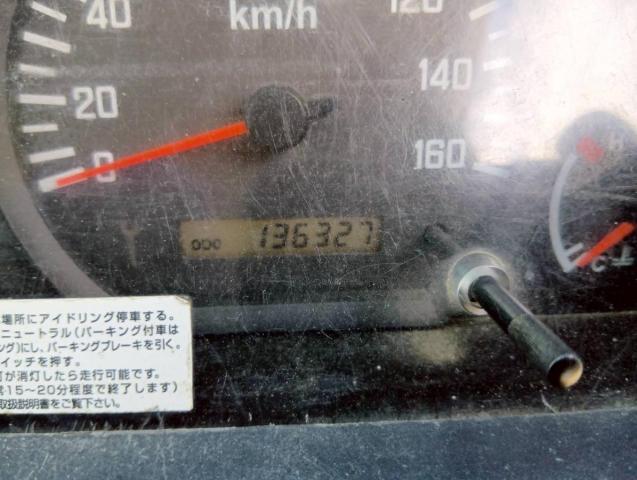 40
km/h
120
20
140
0
160
H
ODO 136327
C
場所にアイドリング停車する。
ニュートラル(パーキング付車は
ング)にし、パーキングブレーキを引く。
イッチを押す。
が消灯したら走行可能です。
15~20分程度で終了します)
取扱説明書をご覧下さい。